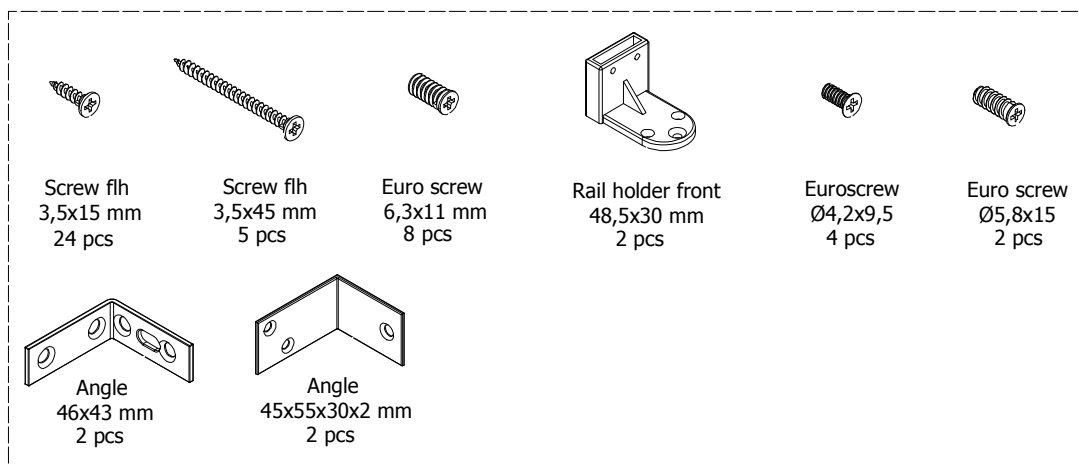 Screw flh
3,5x15 mm
24 pcs
Screw flh
3,5x45 mm
5 pcs
Euro screw
6,3x11 mm
8 pcs
Rail holder front
48,5x30 mm
2 pcs
Euroscrew
Ø4,2x9,5
4 pcs
Euro screw
Ø5,8x15
2 pcs
Angle
46x43 mm
2 pcs
Angle
45x55x30x2 mm
2 pcs